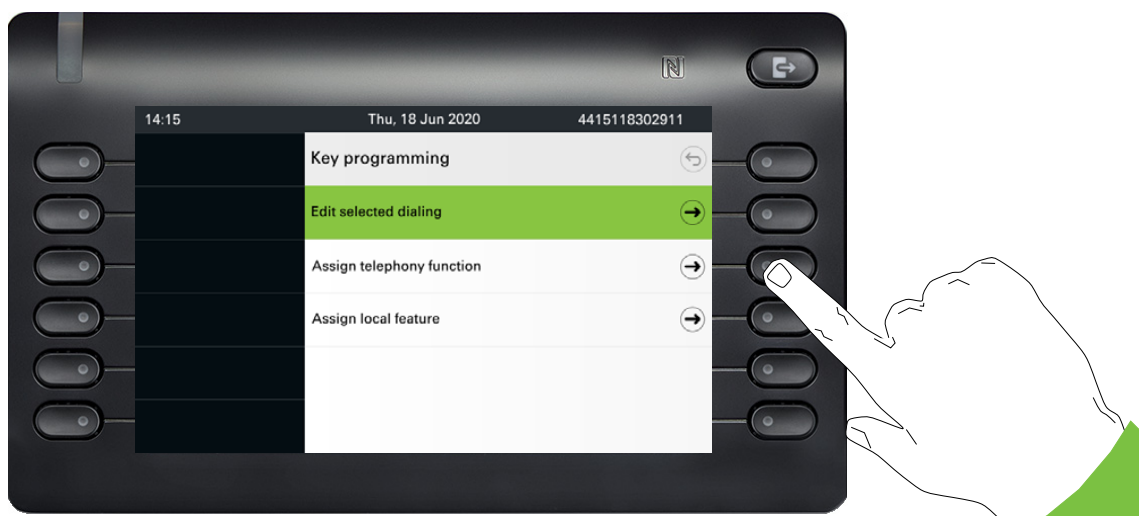 14:15 Thu, 18 Jun 2020 4415118302911
Key programming
Edit selected dialing
Assign telephony function
Assign local feature